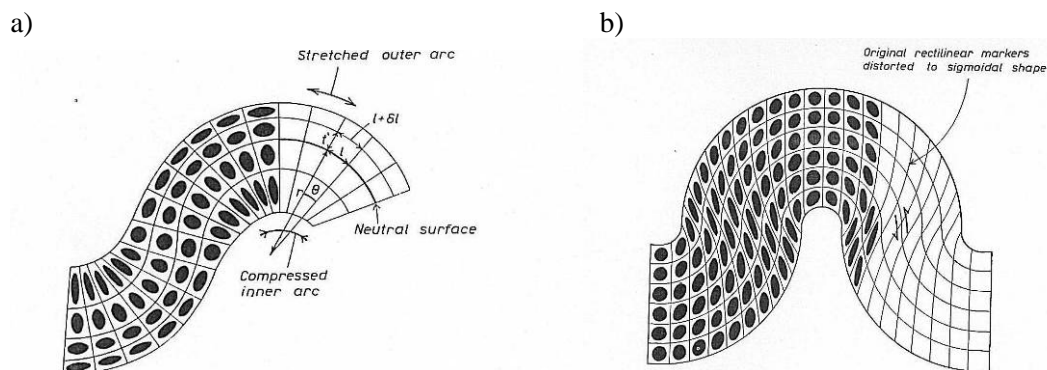 a)
b)
Stretched outer arc
l+δl
t'
l
r
θ
Neutral surface
Compressed
inner arc
Original rectilinear markers
distorted to sigmoidal shape